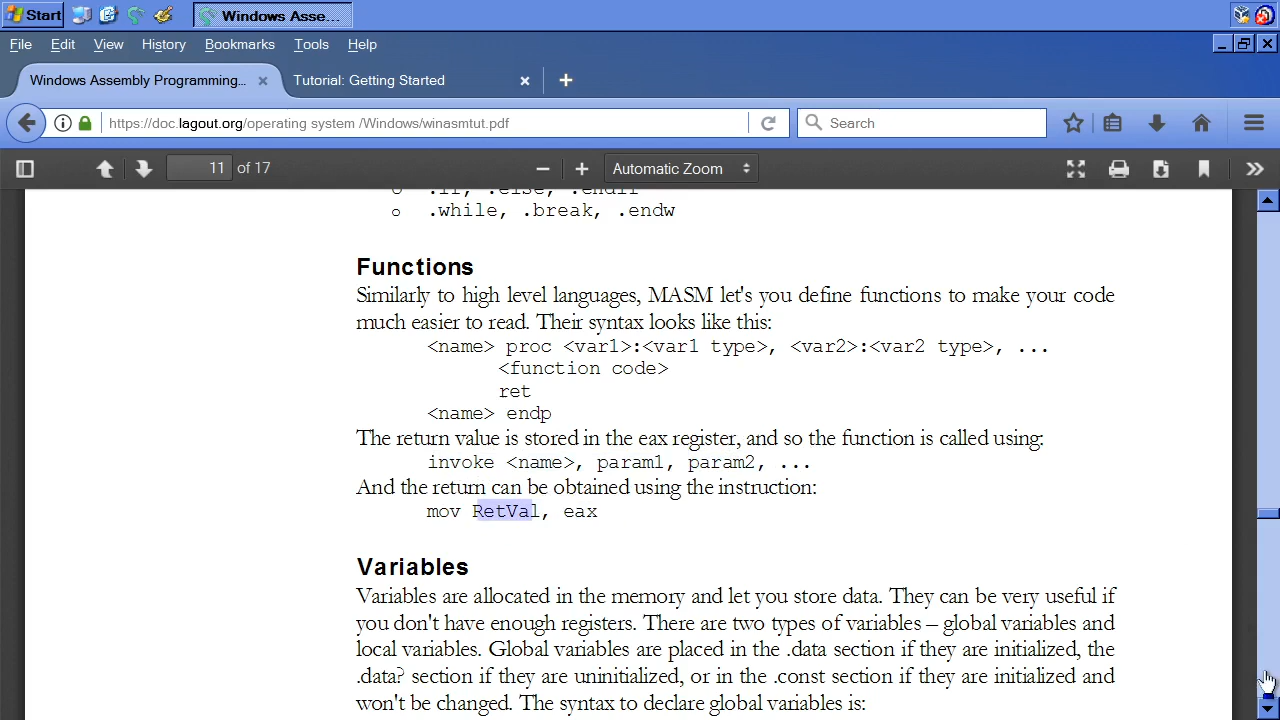 Start
Windows Asse...
File Edit View History Bookmarks Tools Help
Windows Assembly Programming...
Tutorial: Getting Started
https://doc.lagout.org/operating system /Windows/winasmtut.pdf
Search
11 of 17
Automatic Zoom
o .if, .else, .endif
o .while, .break, .endw
Functions
Similarly to high level languages, MASM let's you define functions to make your code
much easier to read. Their syntax looks like this:
<name> proc <var1>:<var1 type>, <var2>:<var2 type>, ...
<function code>
ret
<name> endp
The return value is stored in the eax register, and so the function is called using:
invoke <name>, param1, param2, ...
And the return can be obtained using the instruction:
mov RetVal, eax
Variables
Variables are allocated in the memory and let you store data. They can be very useful if
you don't have enough registers. There are two types of variables – global variables and
local variables. Global variables are placed in the .data section if they are initialized, the
.data? section if they are uninitialized, or in the .const section if they are initialized and
won't be changed. The syntax to declare global variables is: